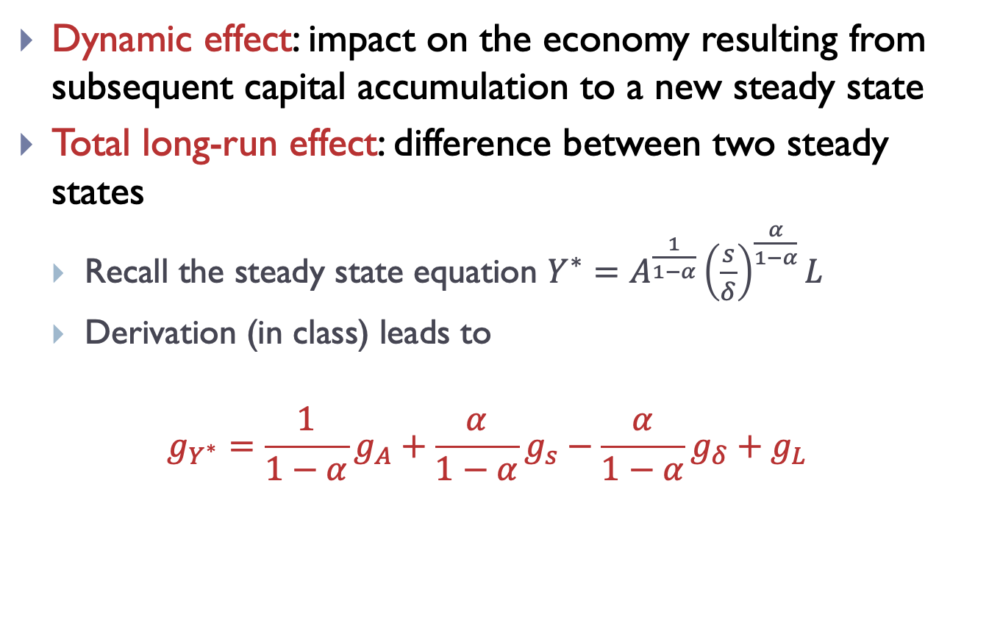 Dynamic effect: impact on the economy resulting from
subsequent capital accumulation to a new steady state
Total long-run effect: difference between two steady
states
Recall the steady state equation $Y^* = A^{\frac{1}{1-\alpha}} \left(\frac{s}{\delta}\right)^{\frac{\alpha}{1-\alpha}} L$
Derivation (in class) leads to
$g_{Y^*} = \frac{1}{1-\alpha} g_A + \frac{\alpha}{1-\alpha} g_s - \frac{\alpha}{1-\alpha} g_\delta + g_L$